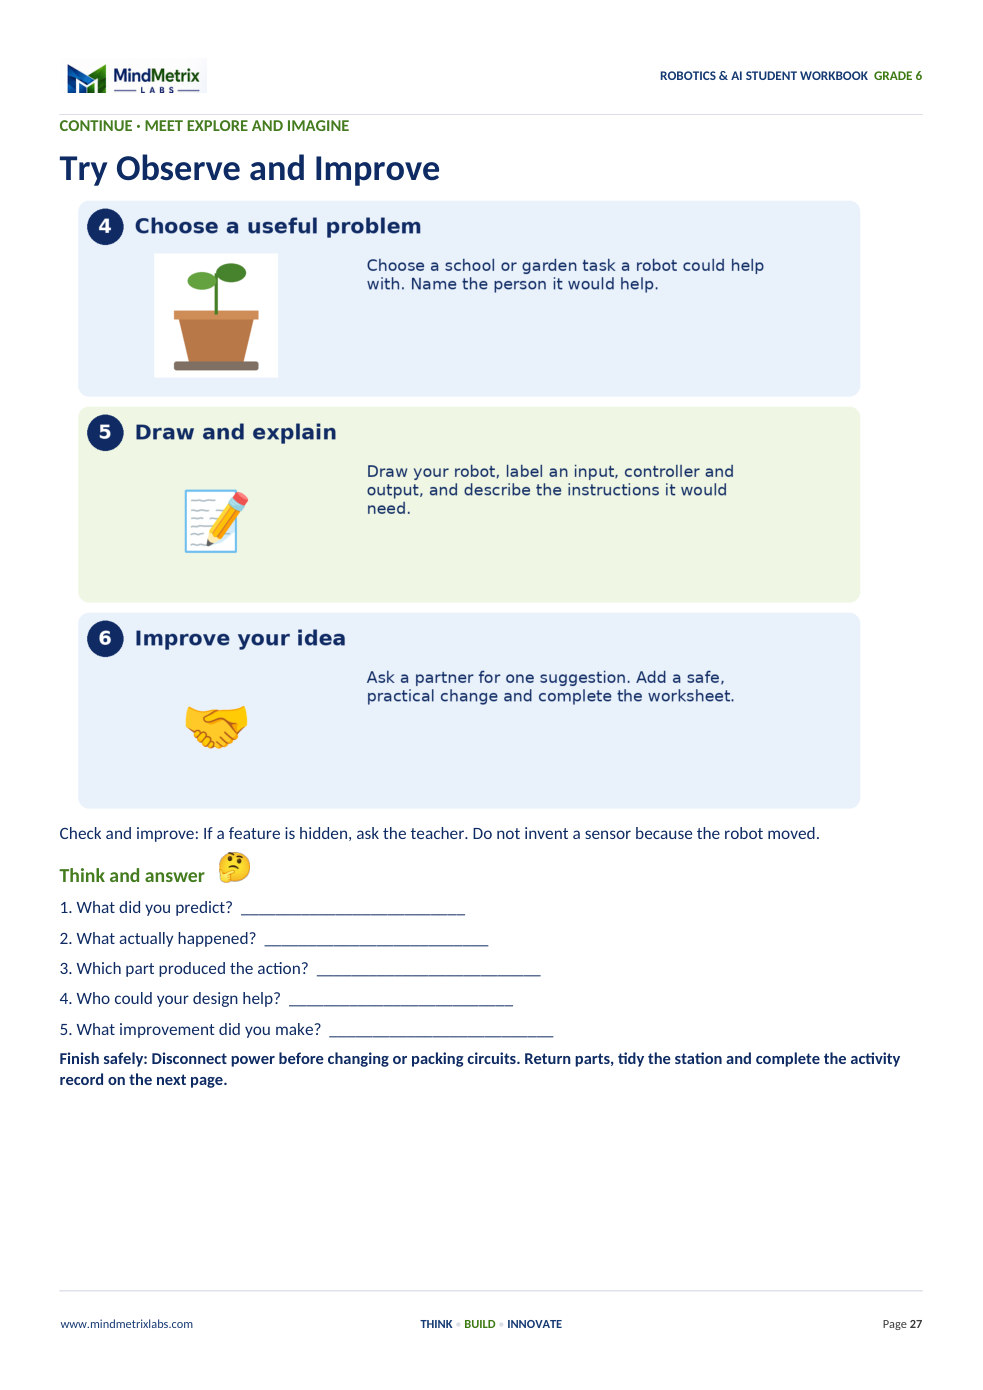 MindMetrix
LABS
ROBOTICS & AI STUDENT WORKBOOK GRADE 6
CONTINUE · MEET EXPLORE AND IMAGINE
Try Observe and Improve
4 Choose a useful problem
Choose a school or garden task a robot could help
with. Name the person it would help.
5 Draw and explain
Draw your robot, label an input, controller and
output, and describe the instructions it would
need.
6 Improve your idea
Ask a partner for one suggestion. Add a safe,
practical change and complete the worksheet.
Check and improve: If a feature is hidden, ask the teacher. Do not invent a sensor because the robot moved.
Think and answer
1. What did you predict? ____________________________
2. What actually happened? ____________________________
3. Which part produced the action? ____________________________
4. Who could your design help? ____________________________
5. What improvement did you make? ____________________________
Finish safely: Disconnect power before changing or packing circuits. Return parts, tidy the station and complete the activity
record on the next page.
www.mindmetrixlabs.com
THINK • BUILD • INNOVATE
Page 27